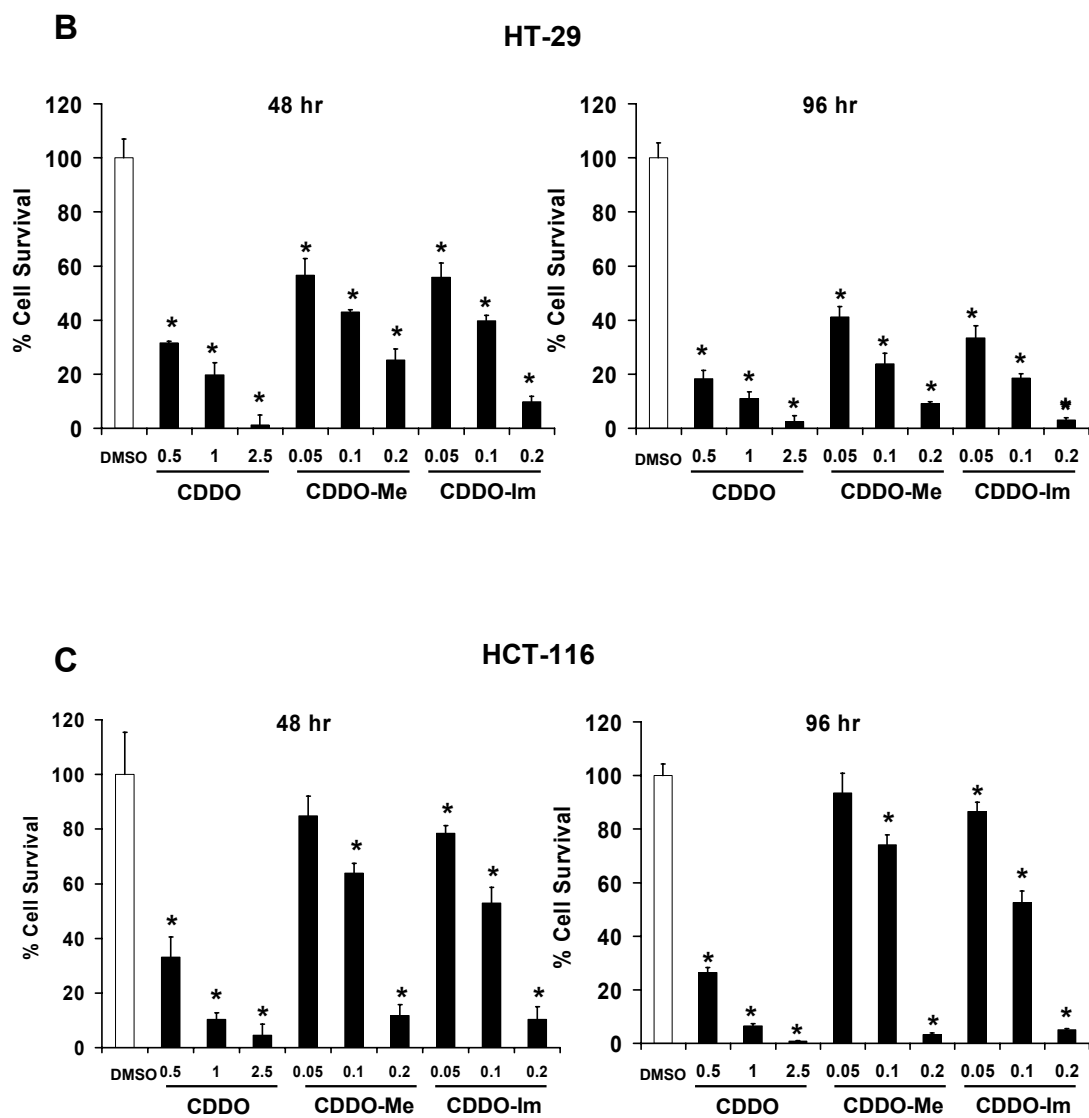 B
HT-29
48 hr
96 hr
% Cell Survival
120
100
80
60
40
20
0
* * * * * * * * *
DMSO 0.5 1 2.5 0.05 0.1 0.2 0.05 0.1 0.2
CDDO CDDO-Me CDDO-Im
% Cell Survival
120
100
80
60
40
20
0
* * * * * * * * *
DMSO 0.5 1 2.5 0.05 0.1 0.2 0.05 0.1 0.2
CDDO CDDO-Me CDDO-Im
C
HCT-116
48 hr
96 hr
% Cell Survival
120
100
80
60
40
20
0
* * * * * * * *
DMSO 0.5 1 2.5 0.05 0.1 0.2 0.05 0.1 0.2
CDDO CDDO-Me CDDO-Im
% Cell Survival
120
100
80
60
40
20
0
* * * * * * * *
DMSO 0.5 1 2.5 0.05 0.1 0.2 0.05 0.1 0.2
CDDO CDDO-Me CDDO-Im